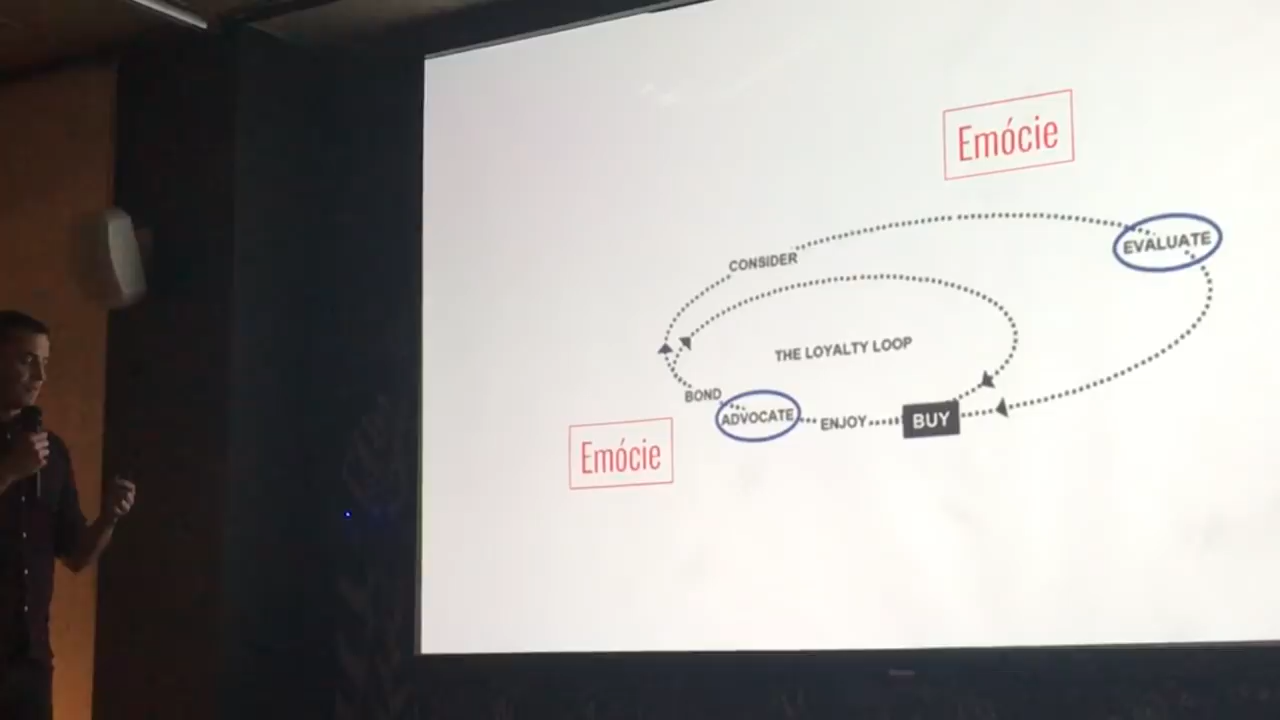 Emócie
EVALUATE
CONSIDER
THE LOYALTY LOOP
BOND
ADVOCATE
ENJOY
BUY
Emócie